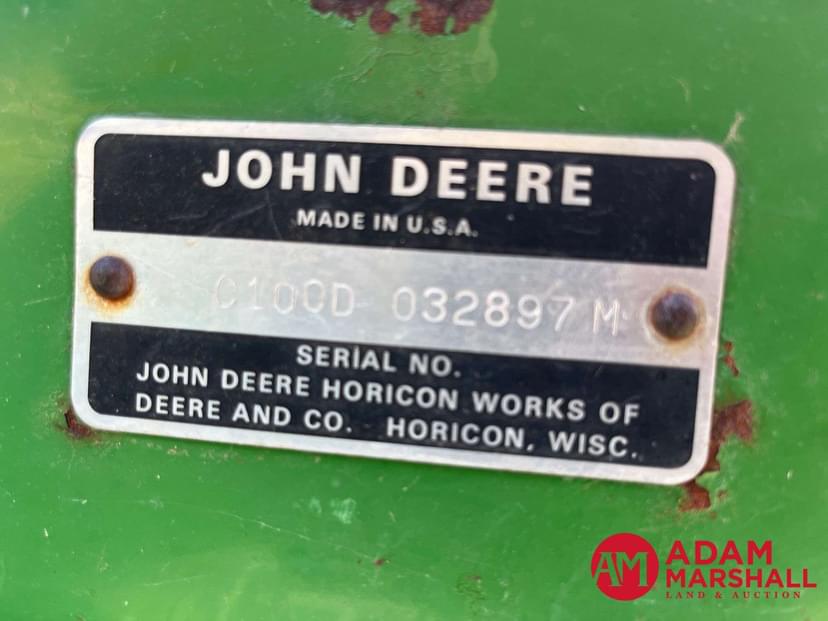 JOHN DEERE
MADE IN U.S.A.
C100D 032897 M
SERIAL NO.
JOHN DEERE HORICON WORKS OF
DEERE AND CO. HORICON, WISC.
AM ADAM
MARSHALL
LAND & AUCTION